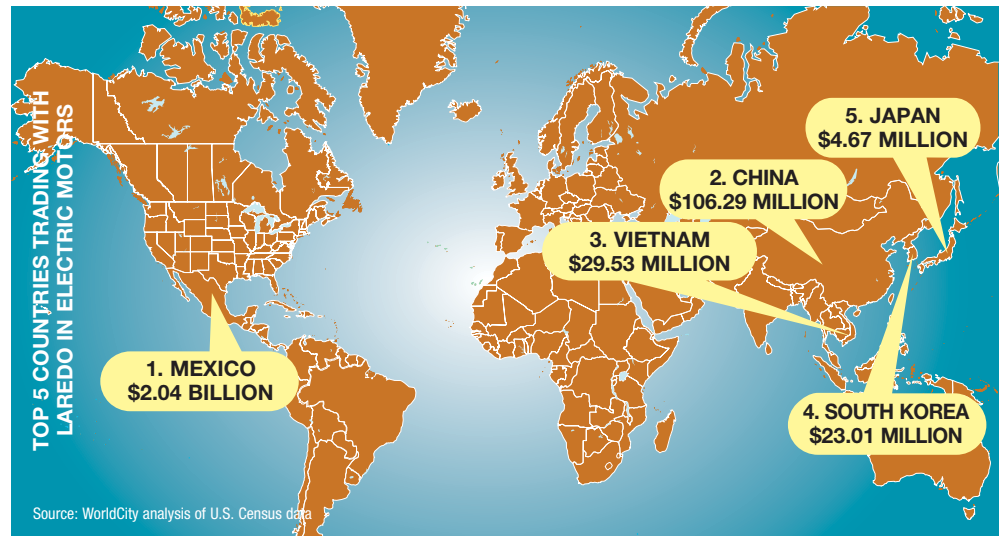 TOP 5 COUNTRIES TRADING WITH
LAREDO IN ELECTRIC MOTORS
5. JAPAN
$4.67 MILLION
2. CHINA
$106.29 MILLION
3. VIETNAM
$29.53 MILLION
1. MEXICO
$2.04 BILLION
4. SOUTH KOREA
$23.01 MILLION
Source: WorldCity analysis of U.S. Census data